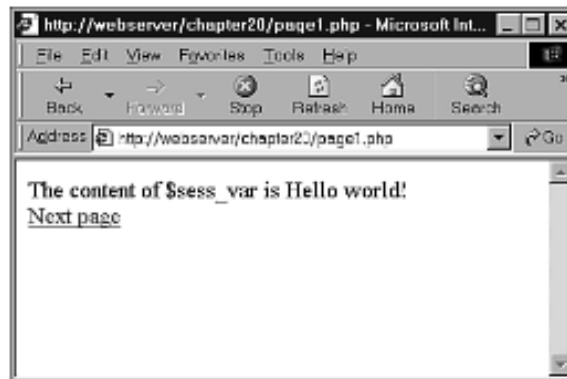 http://webserver/chapter20/page1.php - Microsoft Int...
File Edit View Favorites Tools Help
Back Forward Stop Refresh Home Search
Address http://webserver/chapter20/page1.php Go
The content of $sess_var is Hello world!
Next page